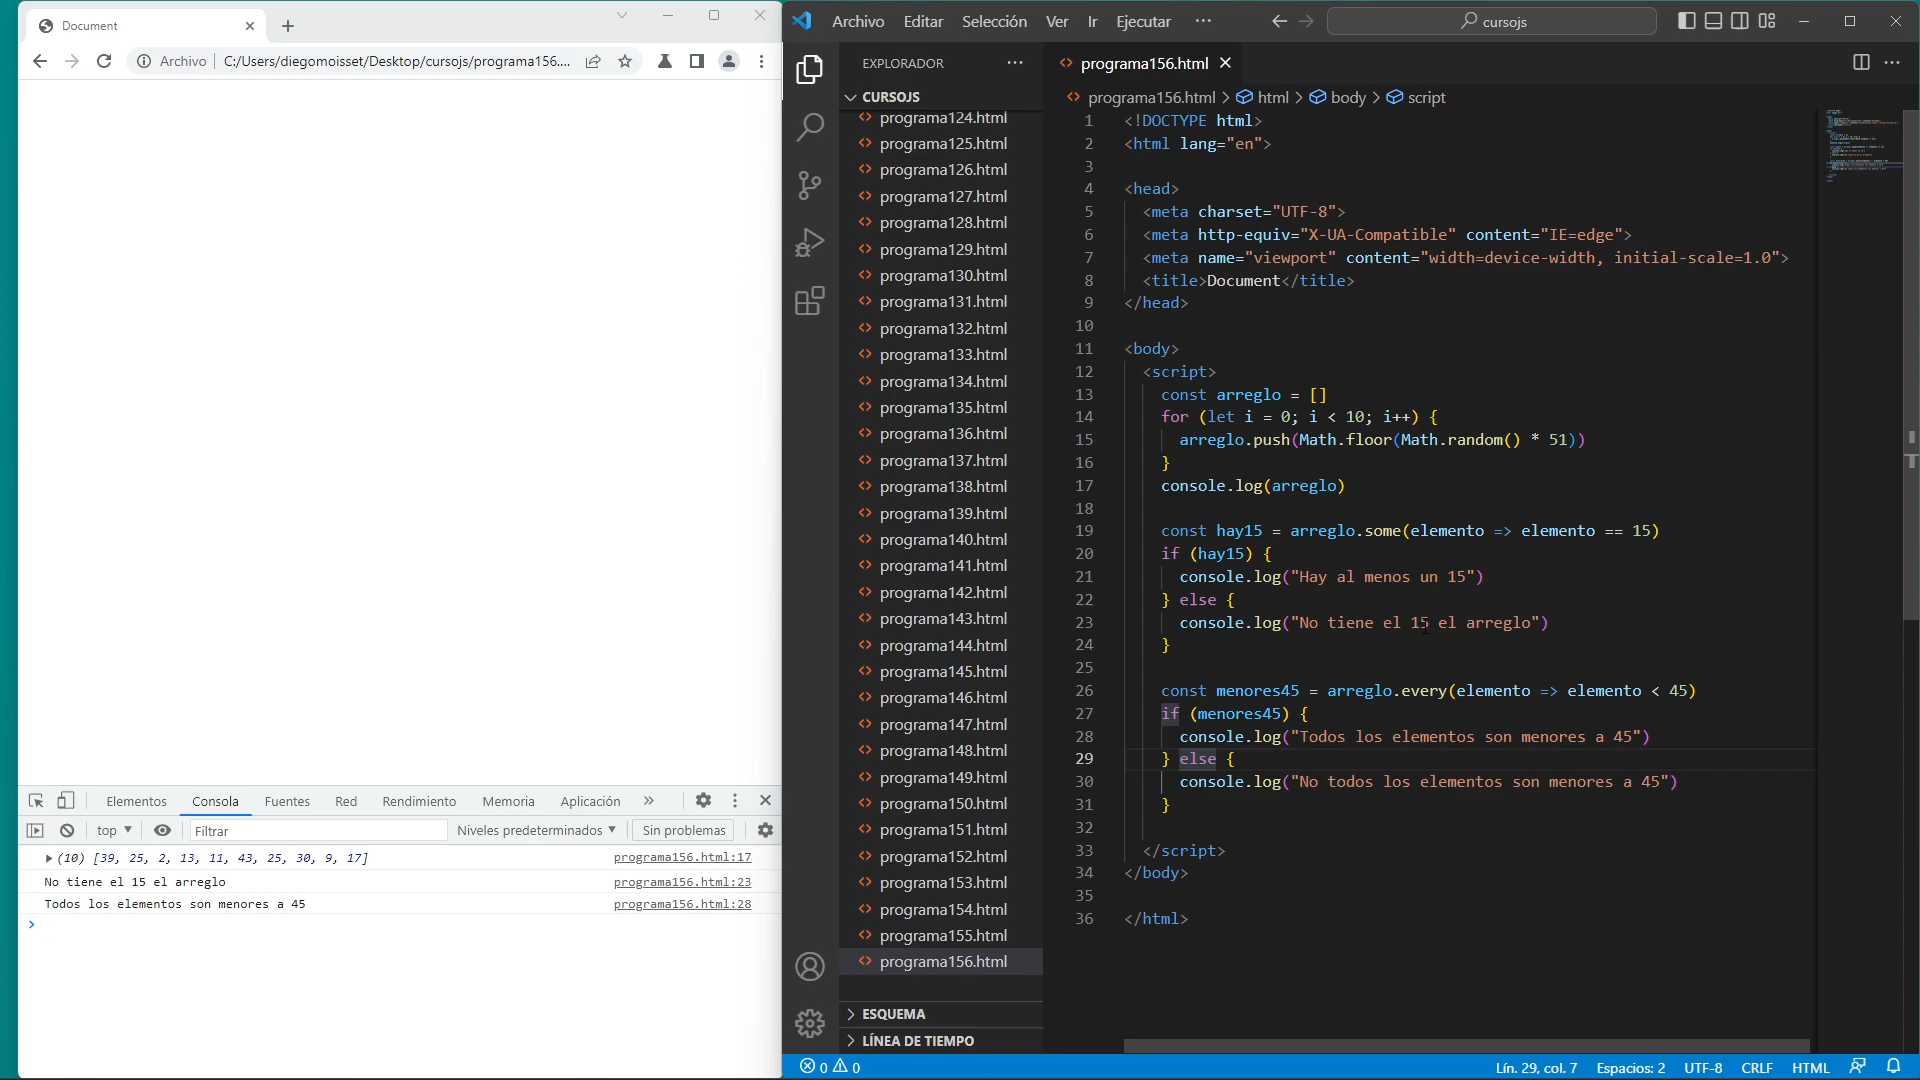 Document
Archivo
C:/Users/diegomoisset/Desktop/cursojs/programa156....
Elementos
Consola
Fuentes
Red
Rendimiento
Memoria
Aplicación
top
Filtrar
Niveles predeterminados
Sin problemas
(10) [39, 25, 2, 13, 11, 43, 25, 30, 9, 17]
programa156.html:17
No tiene el 15 el arreglo
programa156.html:23
Todos los elementos son menores a 45
programa156.html:28
Archivo
Editar
Selección
Ver
Ir
Ejecutar
cursojs
EXPLORADOR
CURSOJS
programa124.html
programa125.html
programa126.html
programa127.html
programa128.html
programa129.html
programa130.html
programa131.html
programa132.html
programa133.html
programa134.html
programa135.html
programa136.html
programa137.html
programa138.html
programa139.html
programa140.html
programa141.html
programa142.html
programa143.html
programa144.html
programa145.html
programa146.html
programa147.html
programa148.html
programa149.html
programa150.html
programa151.html
programa152.html
programa153.html
programa154.html
programa155.html
programa156.html
ESQUEMA
LÍNEA DE TIEMPO
programa156.html
programa156.html > html > body > script
1 <!DOCTYPE html>
2 <html lang="en">
3
4 <head>
5 <meta charset="UTF-8">
6 <meta http-equiv="X-UA-Compatible" content="IE=edge">
7 <meta name="viewport" content="width=device-width, initial-scale=1.0">
8 <title>Document</title>
9 </head>
10
11 <body>
12 <script>
13 const arreglo = []
14 for (let i = 0; i < 10; i++) {
15 arreglo.push(Math.floor(Math.random() * 51))
16 }
17 console.log(arreglo)
18
19 const hay15 = arreglo.some(elemento => elemento == 15)
20 if (hay15) {
21 console.log("Hay al menos un 15")
22 } else {
23 console.log("No tiene el 15 el arreglo")
24 }
25
26 const menores45 = arreglo.every(elemento => elemento < 45)
27 if (menores45) {
28 console.log("Todos los elementos son menores a 45")
29 } else {
30 console.log("No todos los elementos son menores a 45")
31 }
32
33 </script>
34 </body>
35
36 </html>
0 0
Lín. 29, col. 7
Espacios: 2
UTF-8
CRLF
HTML